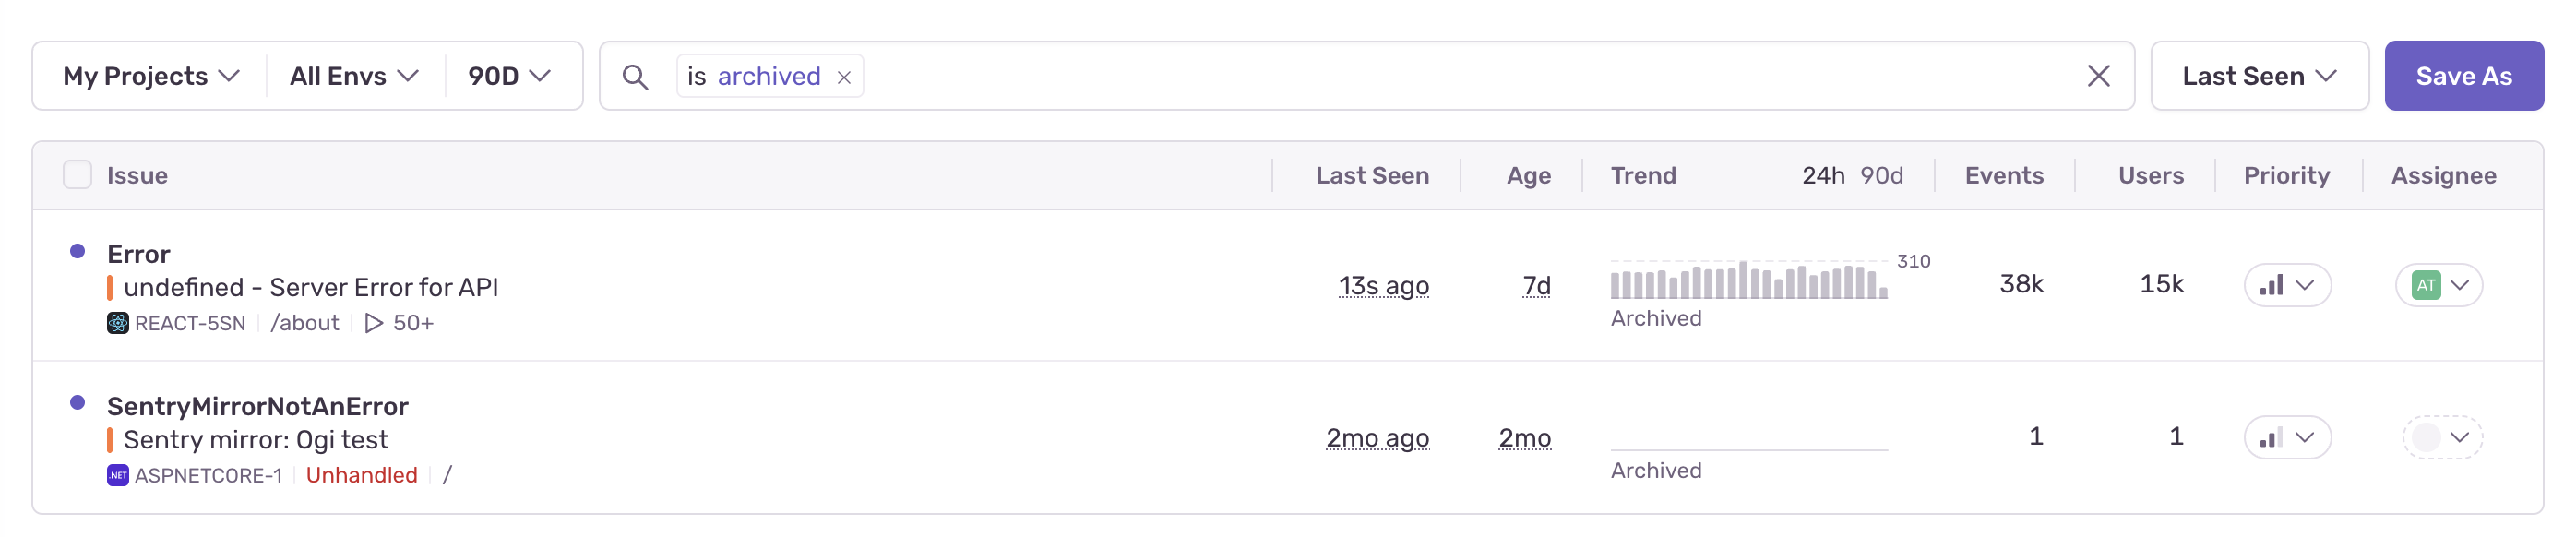 My Projects All Envs 90D is archived Last Seen Save As
Issue Last Seen Age Trend 24h 90d Events Users Priority Assignee
Error
undefined - Server Error for API
REACT-5SN /about 50+
13s ago 7d 310 38k 15k AT
Archived
SentryMirrorNotAnError
Sentry mirror: Ogi test
.NET ASPNETCORE-1 Unhandled /
2mo ago 2mo 1 1
Archived